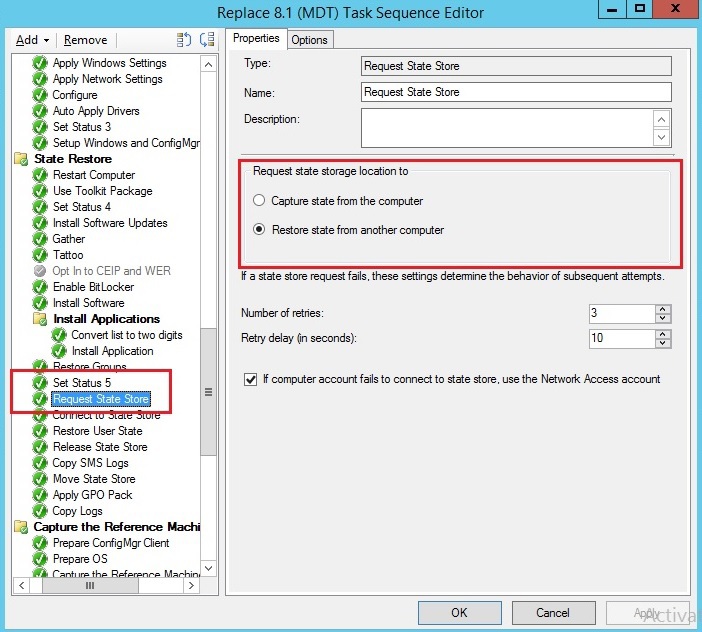 Replace 8.1 (MDT) Task Sequence Editor
Add Remove
Apply Windows Settings
Apply Network Settings
Configure
Auto Apply Drivers
Set Status 3
Setup Windows and ConfigMgr
State Restore
Restart Computer
Use Toolkit Package
Set Status 4
Install Software Updates
Gather
Tattoo
Opt In to CEIP and WER
Enable BitLocker
Install Software
Install Applications
Convert list to two digits
Install Application
Restore Groups
Set Status 5
Request State Store
Connect to State Store
Restore User State
Release State Store
Copy SMS Logs
Move State Store
Apply GPO Pack
Copy Logs
Capture the Reference Machi
Prepare ConfigMgr Client
Prepare OS
Capture the Reference Machine
Properties Options
Type: Request State Store
Name: Request State Store
Description:
Request state storage location to
Capture state from the computer
Restore state from another computer
If a state store request fails, these settings determine the behavior of subsequent attempts.
Number of retries: 3
Retry delay (in seconds): 10
If computer account fails to connect to state store, use the Network Access account
OK Cancel Apply
Activa